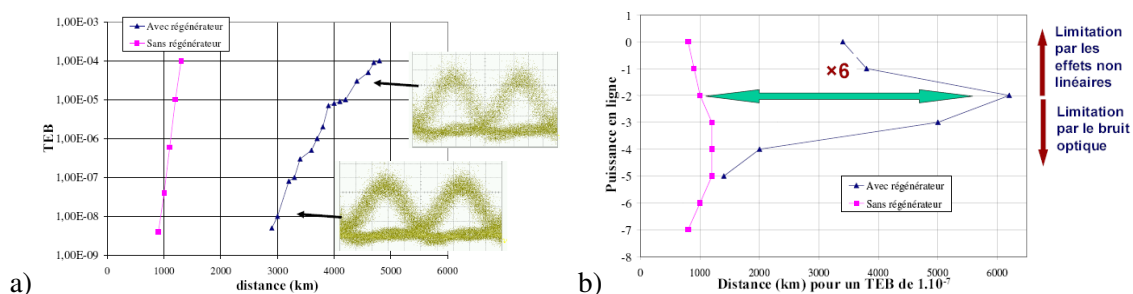 a)
1,00E-03
1,00E-04
1,00E-05
1,00E-06
1,00E-07
1,00E-08
1,00E-09
TEB
Avec régénérateur
Sans régénérateur
0 1000 2000 3000 4000 5000 6000
distance (km)
b)
1
0
-1
-2
-3
-4
-5
-6
-7
-8
Puissance en ligne
×6
Avec régénérateur
Sans régénérateur
0 1000 2000 3000 4000 5000 6000
Distance (km) pour un TEB de 1.10⁻⁷
Limitation
par les
effets non
linéaires
Limitation
par le bruit
optique